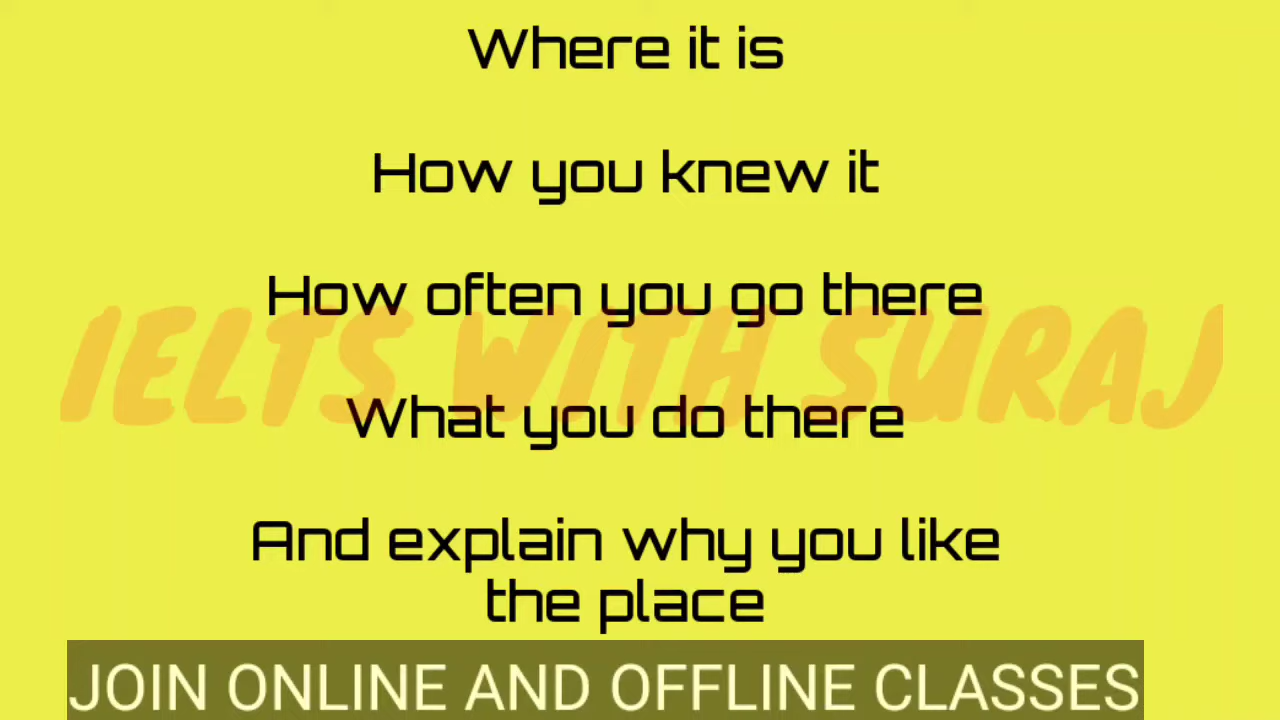 Where it is
How you knew it
How often you go there
IELTS WITH SURAJ
What you do there
And explain why you like
the place
JOIN ONLINE AND OFFLINE CLASSES